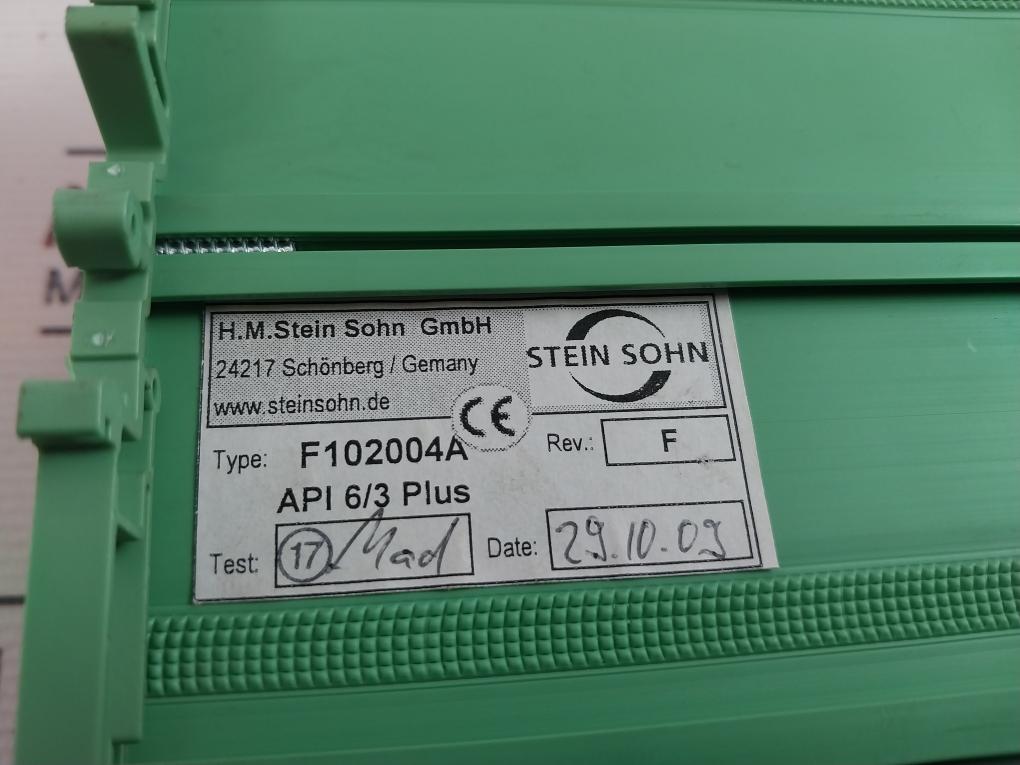 H.M.Stein Sohn GmbH
24217 Schönberg / Gemany
www.steinsohn.de
STEIN SOHN
CE
Type: F102004A
Rev.: F
API 6/3 Plus
Test: 17 Mad
Date: 29.10.09
M